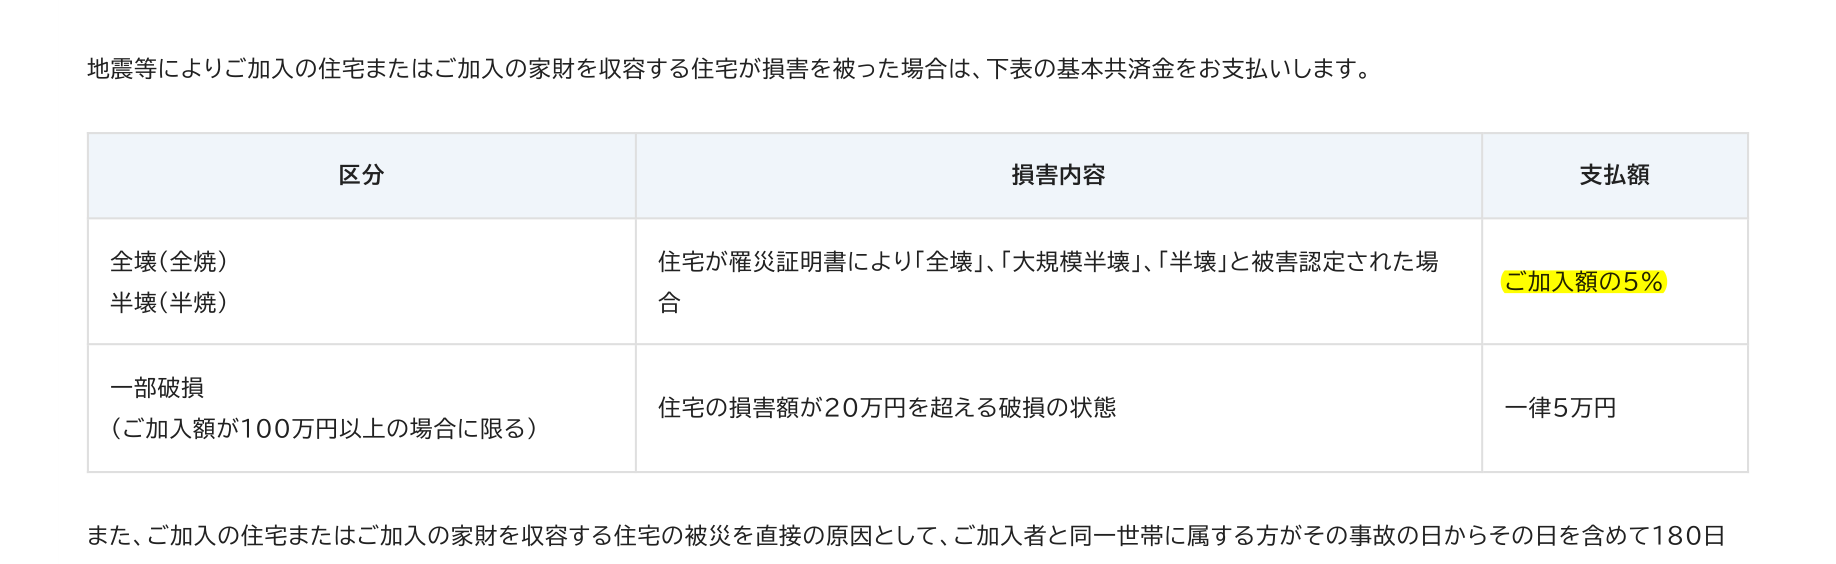 地震等によりご加入の住宅またはご加入の家財を収容する住宅が損害を被った場合は、下表の基本共済金をお支払いします。
区分
損害内容
支払額
全壊（全焼）
半壊（半焼）
住宅が罹災証明書により「全壊」、「大規模半壊」、「半壊」と被害認定された場
合
ご加入額の5％
一部破損
（ご加入額が100万円以上の場合に限る）
住宅の損害額が20万円を超える破損の状態
一律5万円
また、ご加入の住宅またはご加入の家財を収容する住宅の被災を直接の原因として、ご加入者と同一世帯に属する方がその事故の日からその日を含めて180日